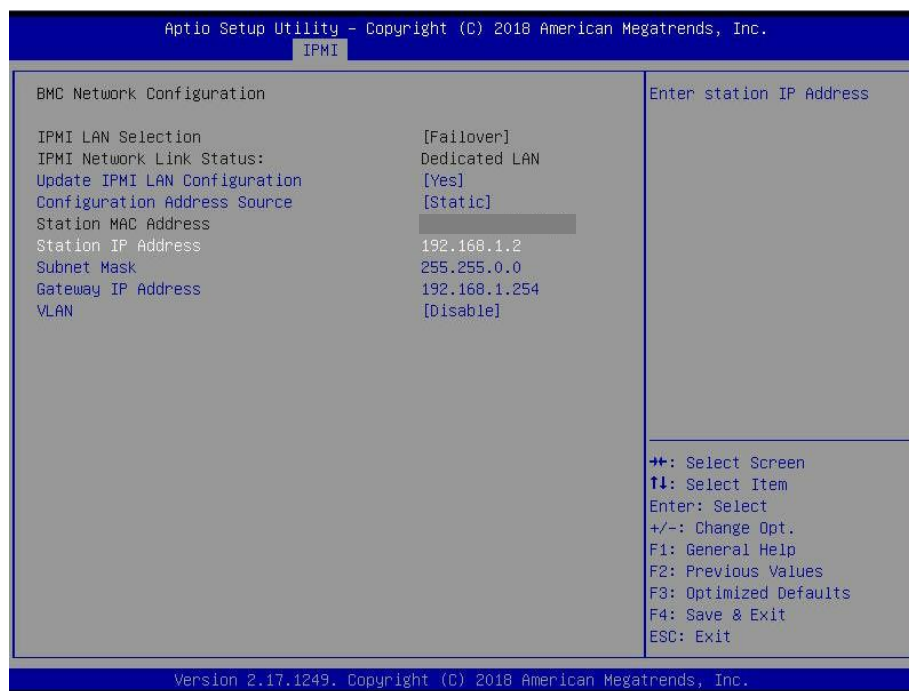 Aptio Setup Utility – Copyright (C) 2018 American Megatrends, Inc.
IPMI
BMC Network Configuration
IPMI LAN Selection [Failover]
IPMI Network Link Status: Dedicated LAN
Update IPMI LAN Configuration [Yes]
Configuration Address Source [Static]
Station MAC Address
Station IP Address 192.168.1.2
Subnet Mask 255.255.0.0
Gateway IP Address 192.168.1.254
VLAN [Disable]
Enter station IP Address
→←: Select Screen
↑↓: Select Item
Enter: Select
+/-: Change Opt.
F1: General Help
F2: Previous Values
F3: Optimized Defaults
F4: Save & Exit
ESC: Exit
Version 2.17.1249. Copyright (C) 2018 American Megatrends, Inc.